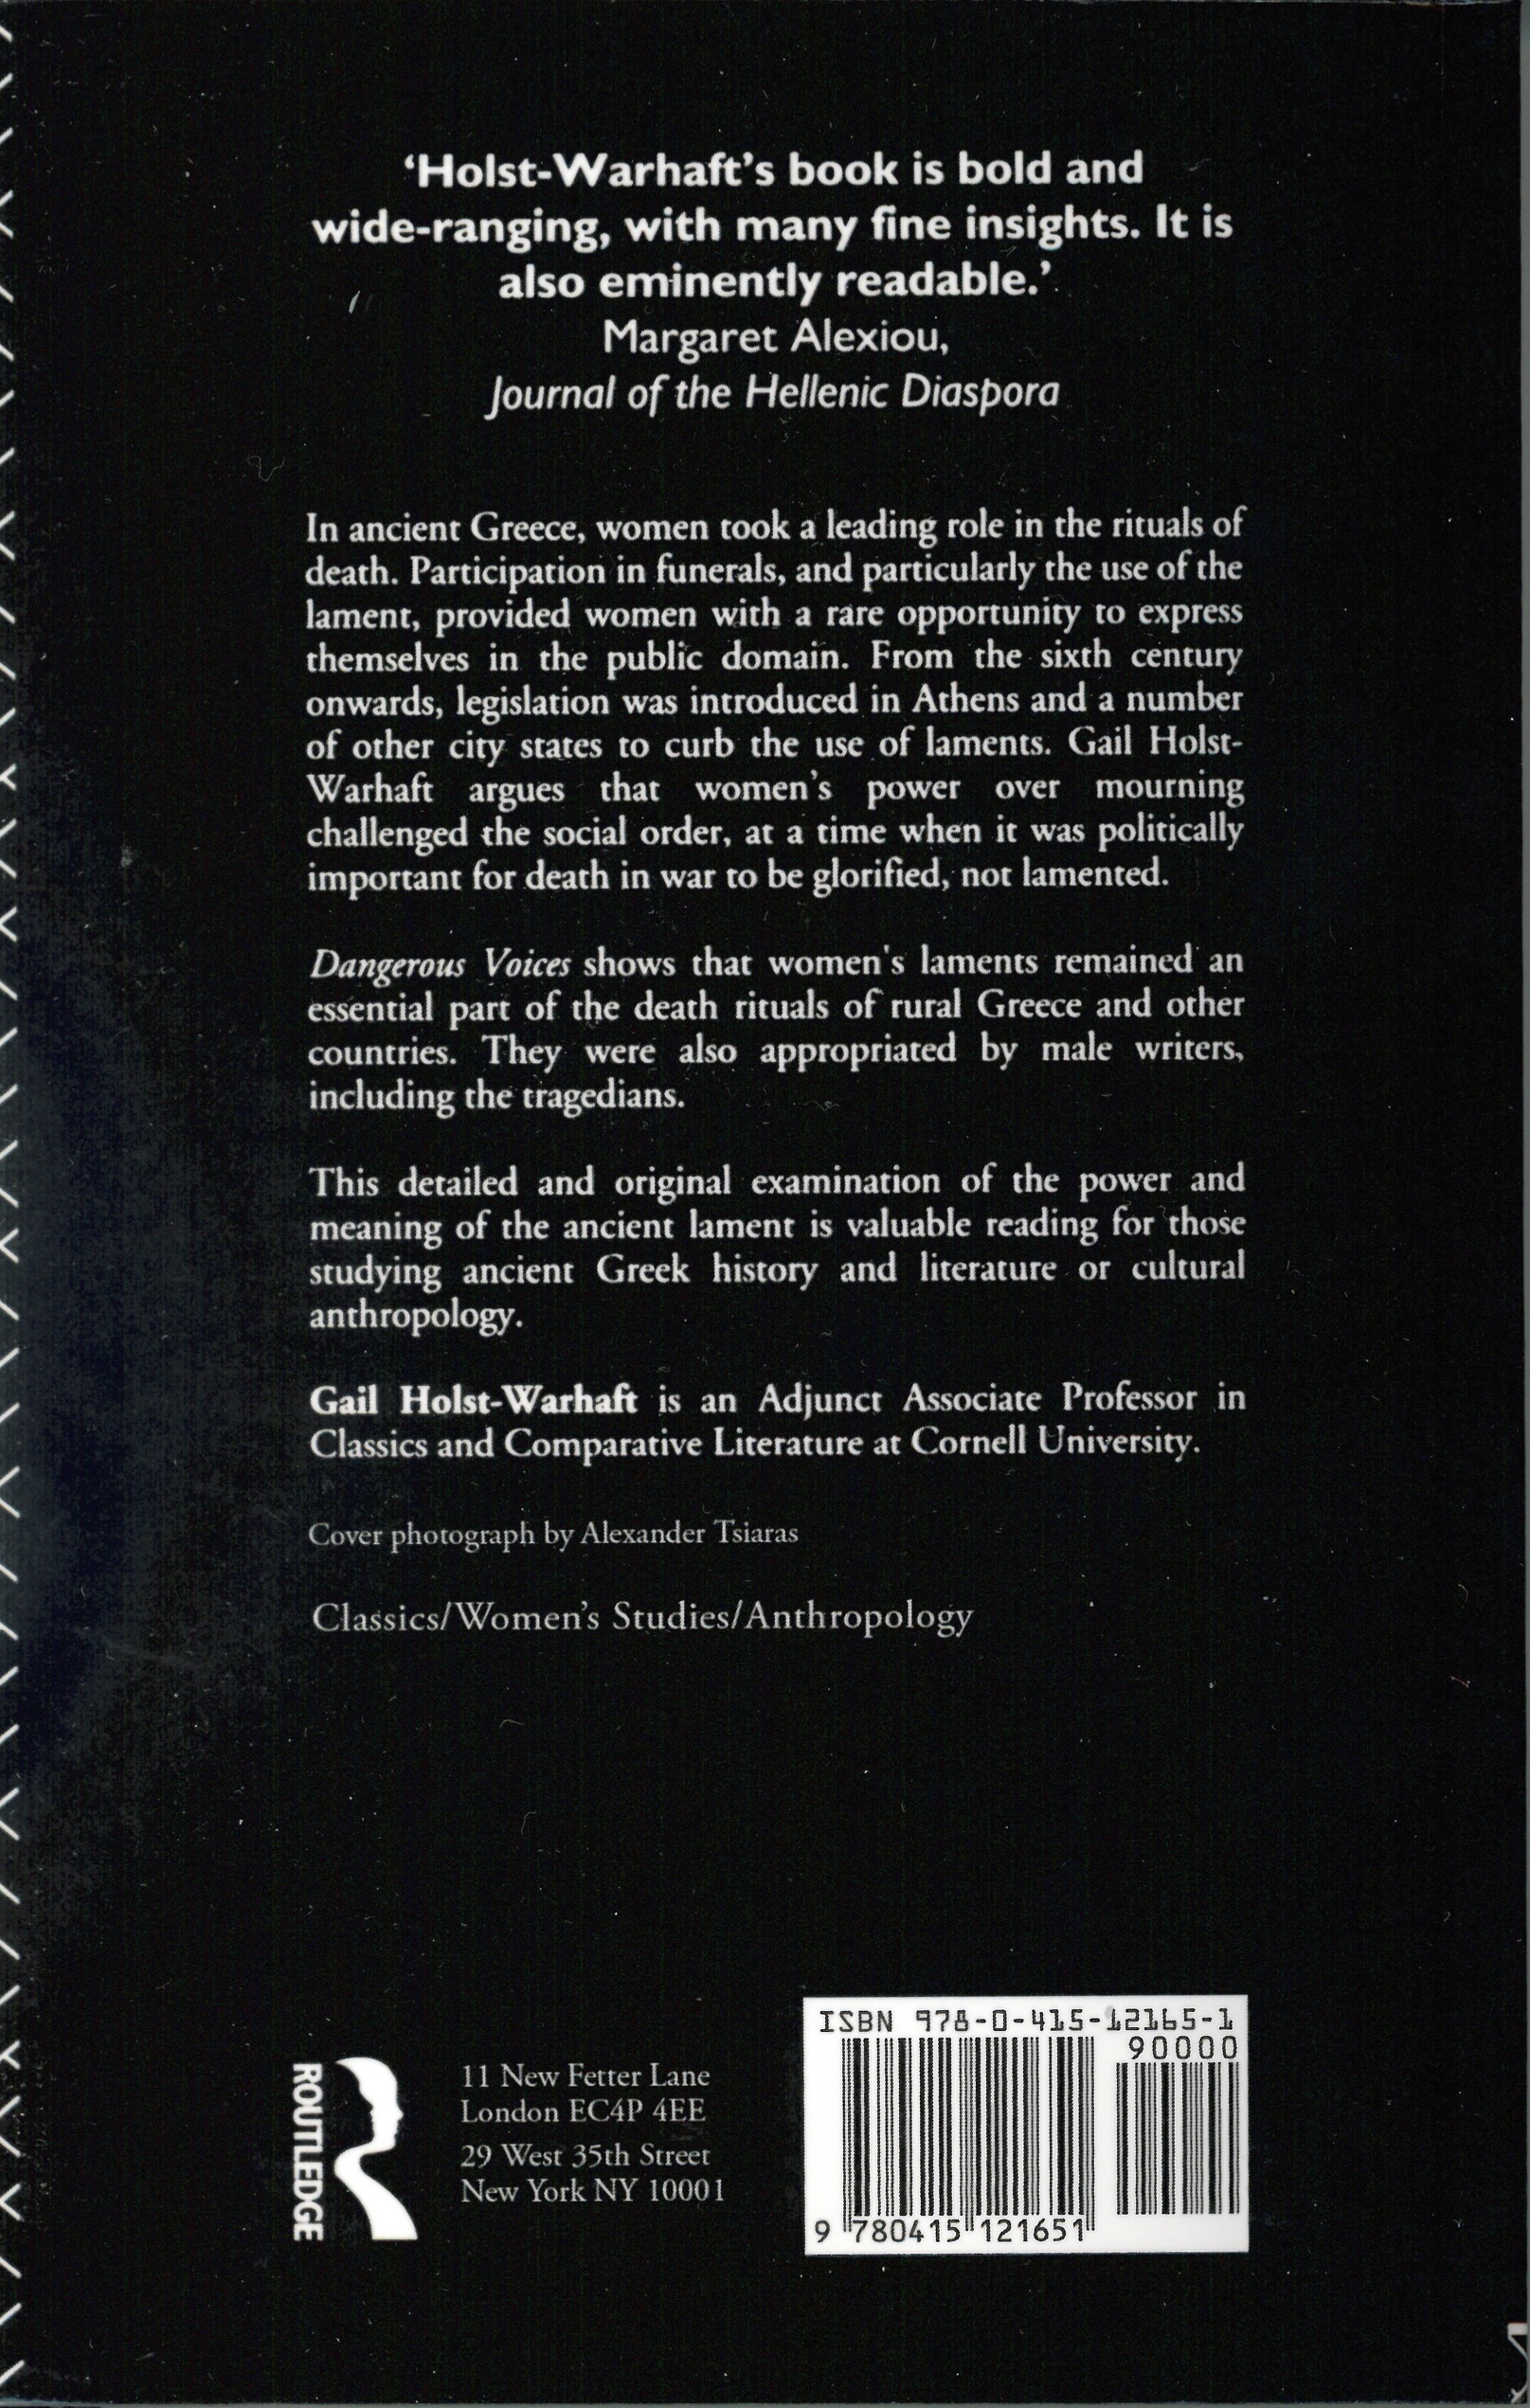 ‘Holst-Warhaft’s book is bold and
wide-ranging, with many fine insights. It is
also eminently readable.’
Margaret Alexiou,
Journal of the Hellenic Diaspora
In ancient Greece, women took a leading role in the rituals of
death. Participation in funerals, and particularly the use of the
lament, provided women with a rare opportunity to express
themselves in the public domain. From the sixth century
onwards, legislation was introduced in Athens and a number
of other city states to curb the use of laments. Gail Holst-
Warhaft argues that women’s power over mourning
challenged the social order, at a time when it was politically
important for death in war to be glorified, not lamented.
Dangerous Voices shows that women's laments remained an
essential part of the death rituals of rural Greece and other
countries. They were also appropriated by male writers,
including the tragedians.
This detailed and original examination of the power and
meaning of the ancient lament is valuable reading for those
studying ancient Greek history and literature or cultural
anthropology.
Gail Holst-Warhaft is an Adjunct Associate Professor in
Classics and Comparative Literature at Cornell University.
Cover photograph by Alexander Tsiaras
Classics/Women’s Studies/Anthropology
ROUTLEDGE
11 New Fetter Lane
London EC4P 4EE
29 West 35th Street
New York NY 10001
ISBN 978-0-415-12165-1
90000
9 780415 121651